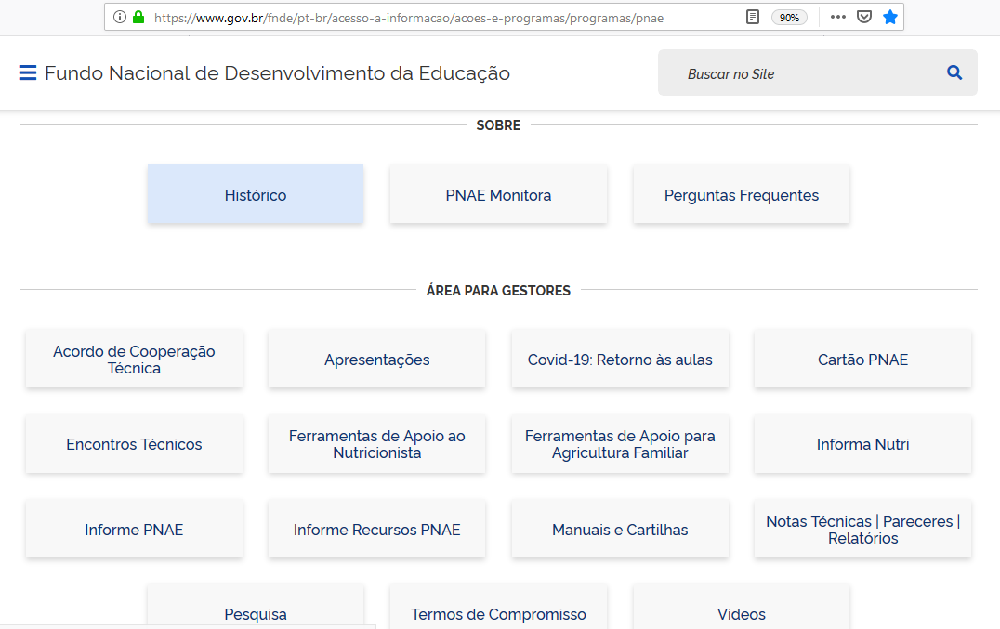 https://www.gov.br/fnde/pt-br/acesso-a-informacao/acoes-e-programas/programas/pnae
90%
Fundo Nacional de Desenvolvimento da Educação
Buscar no Site
SOBRE
Histórico
PNAE Monitora
Perguntas Frequentes
ÁREA PARA GESTORES
Acordo de Cooperação
Técnica
Apresentações
Covid-19: Retorno às aulas
Cartão PNAE
Encontros Técnicos
Ferramentas de Apoio ao
Nutricionista
Ferramentas de Apoio para
Agricultura Familiar
Informa Nutri
Informe PNAE
Informe Recursos PNAE
Manuais e Cartilhas
Notas Técnicas | Pareceres |
Relatórios
Pesquisa
Termos de Compromisso
Vídeos